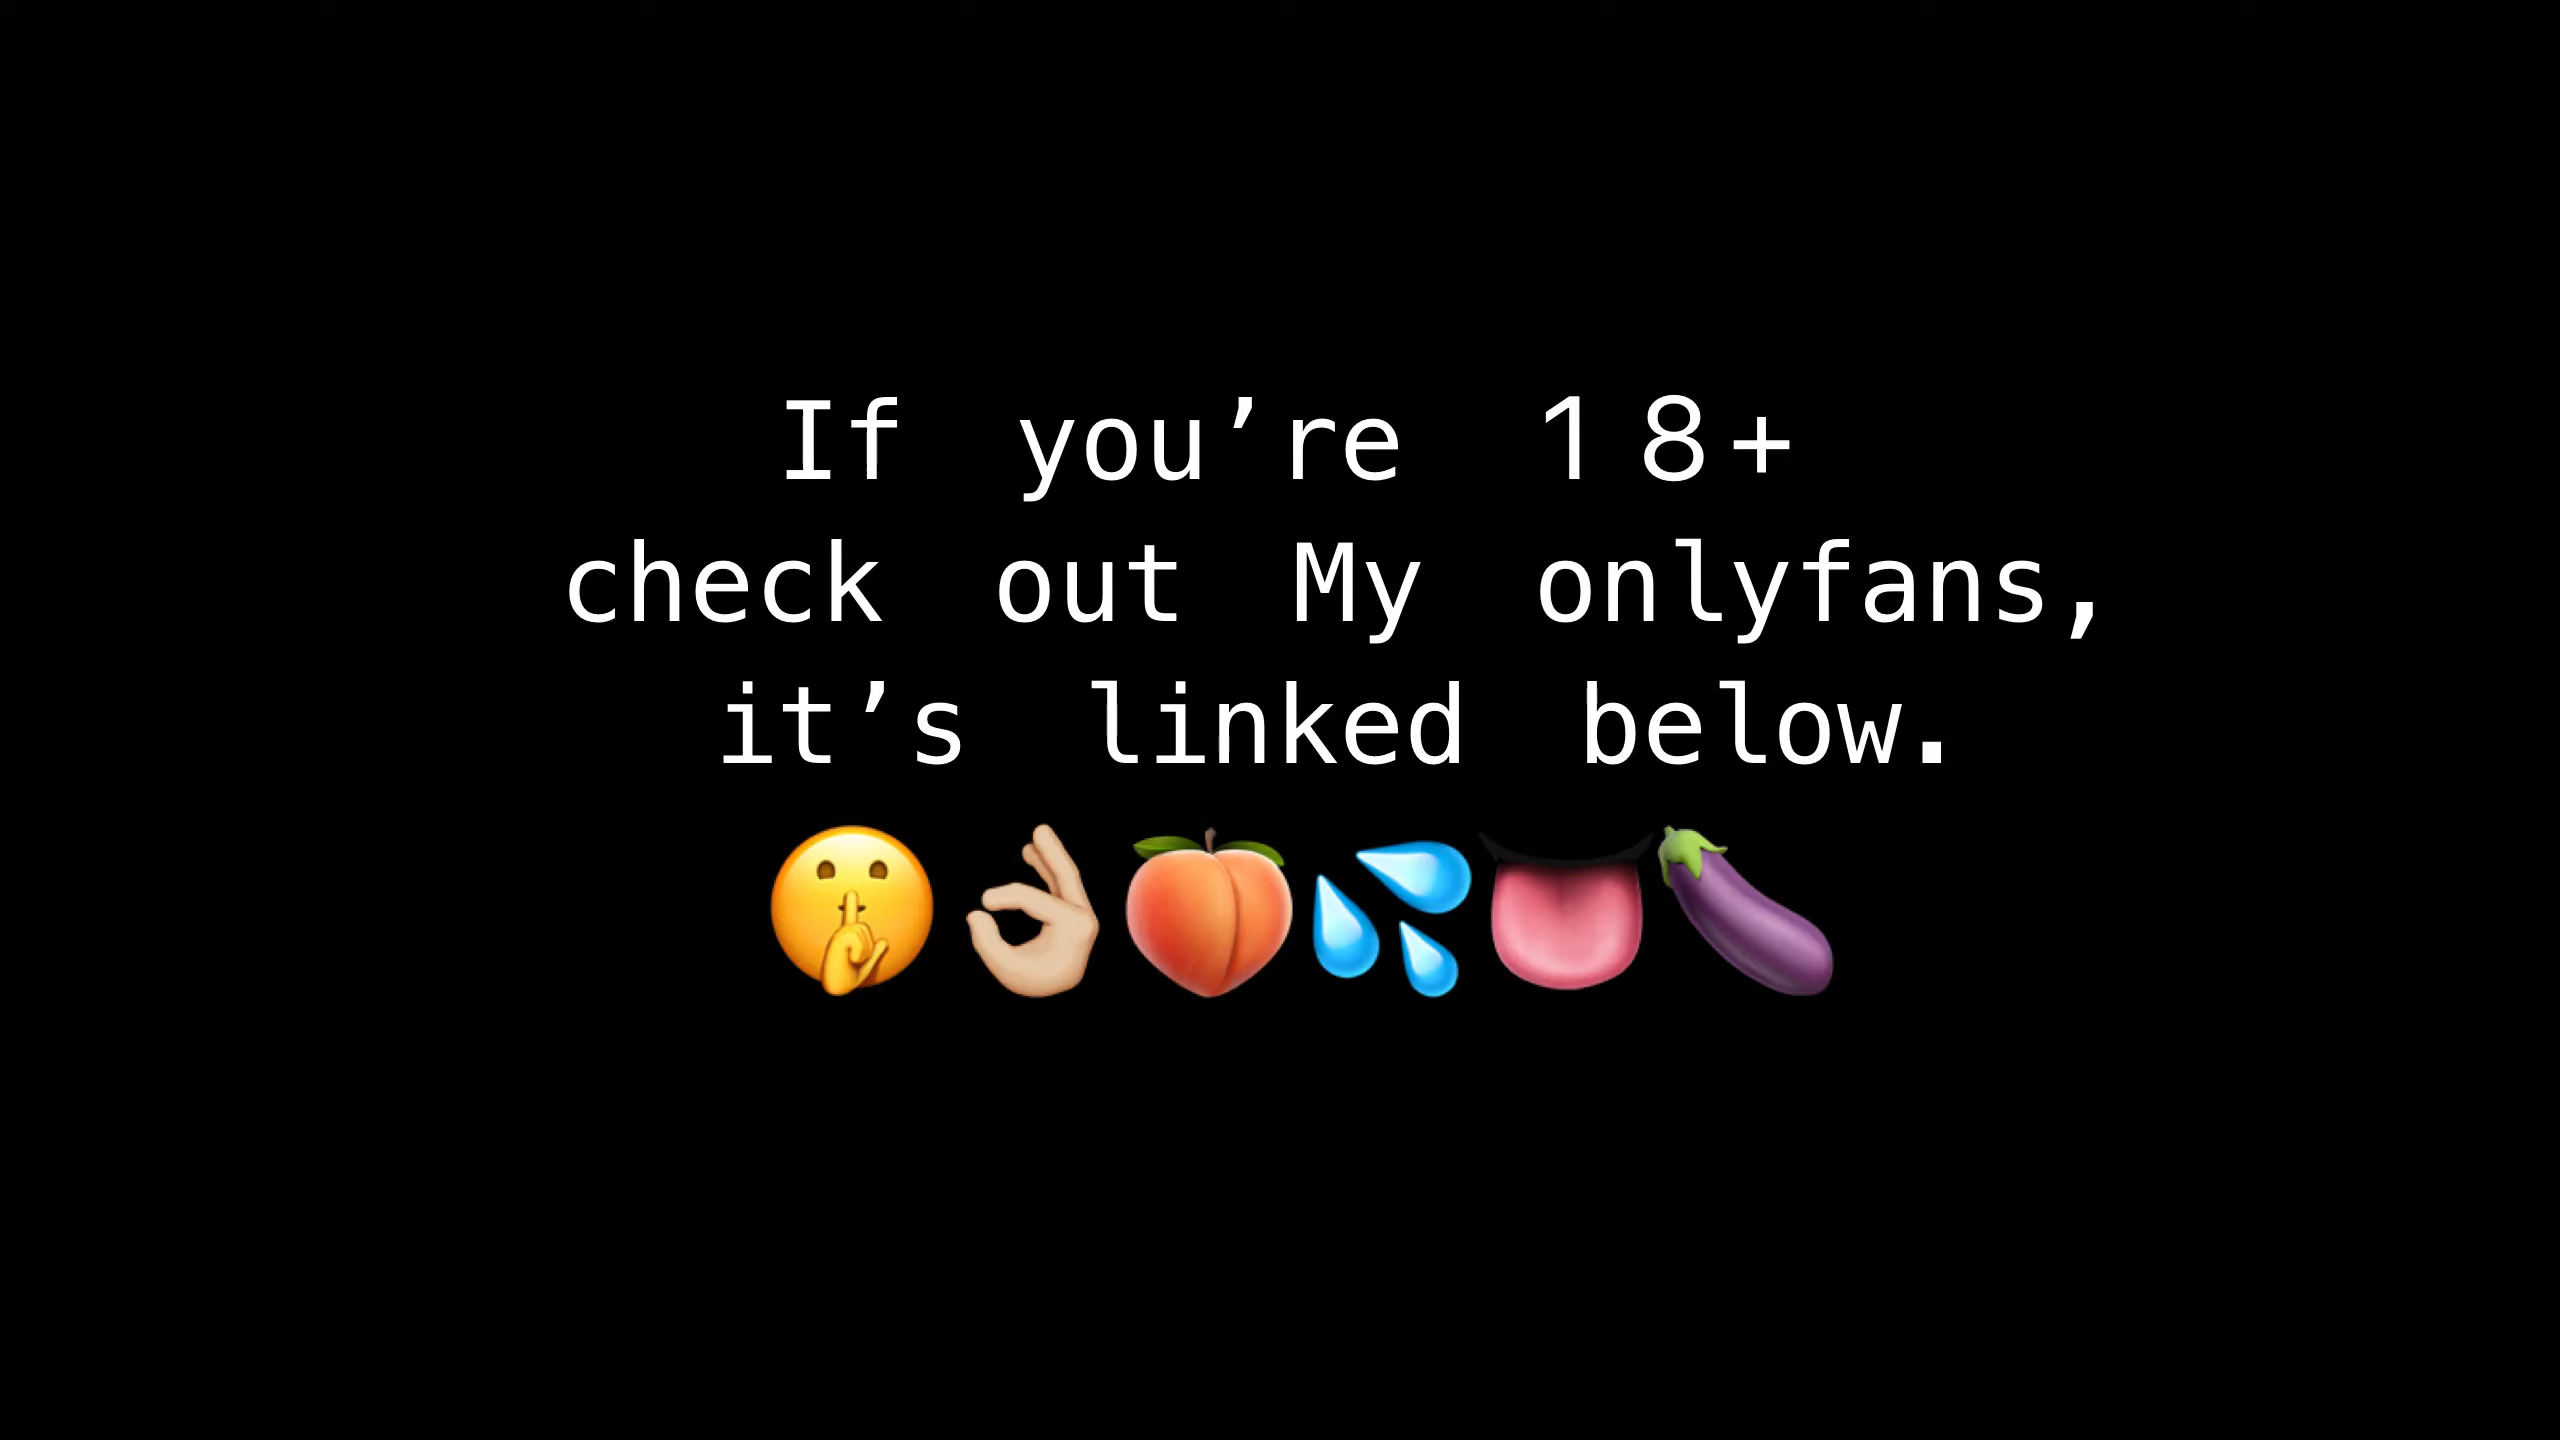 If you’re 18+
check out My onlyfans,
it’s linked below.
🤫👌🏼🍑💦👅🍆